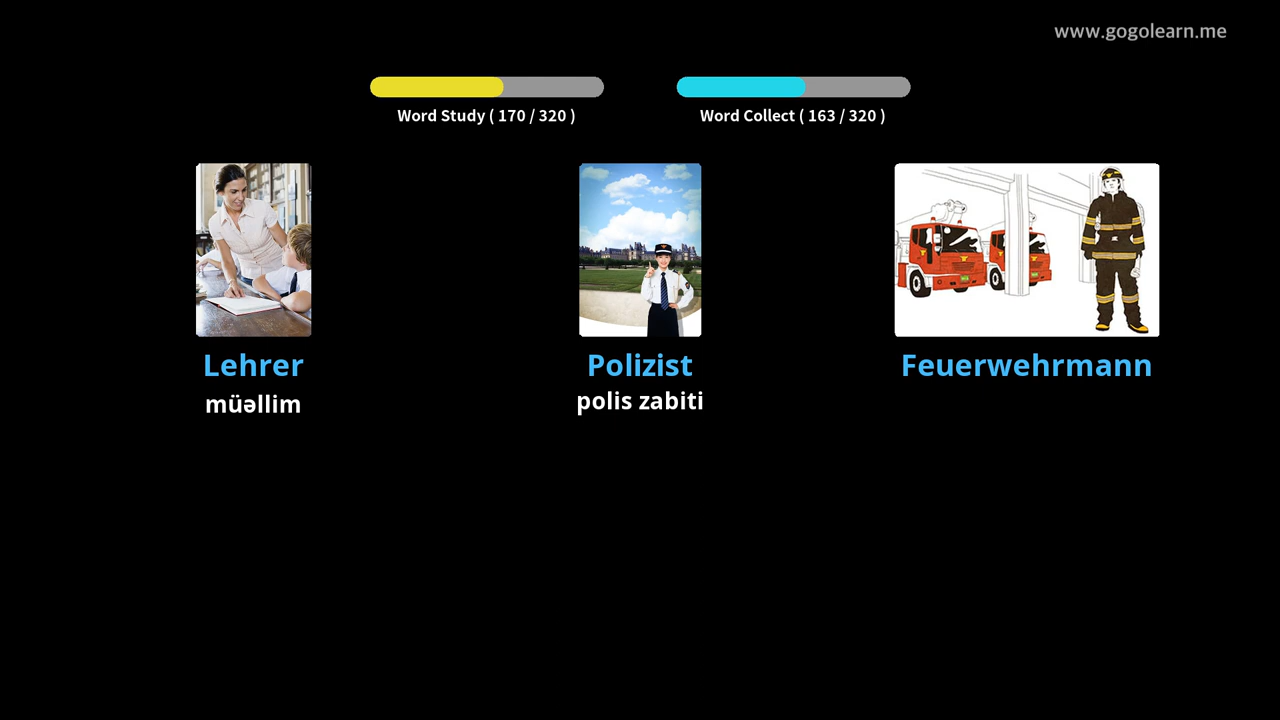 www.gogolearn.me
Word Study ( 170 / 320 )
Word Collect ( 163 / 320 )
Lehrer
müəllim
Polizist
polis zabiti
Feuerwehrmann